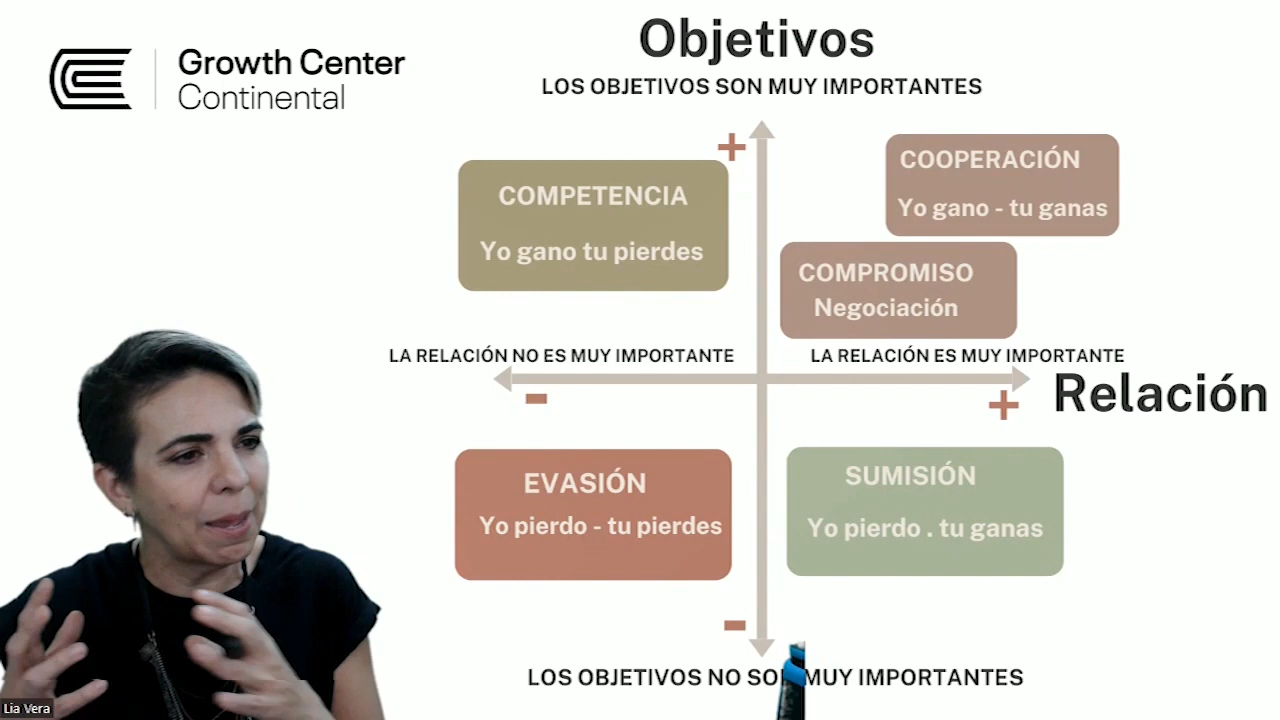 Growth Center
Continental
Objetivos
LOS OBJETIVOS SON MUY IMPORTANTES
+
COMPETENCIA
Yo gano tu pierdes
COOPERACIÓN
Yo gano - tu ganas
COMPROMISO
Negociación
LA RELACIÓN NO ES MUY IMPORTANTE
LA RELACIÓN ES MUY IMPORTANTE
-
+
Relación
EVASIÓN
Yo pierdo - tu pierdes
SUMISIÓN
Yo pierdo . tu ganas
-
LOS OBJETIVOS NO SON MUY IMPORTANTES
Lia Vera